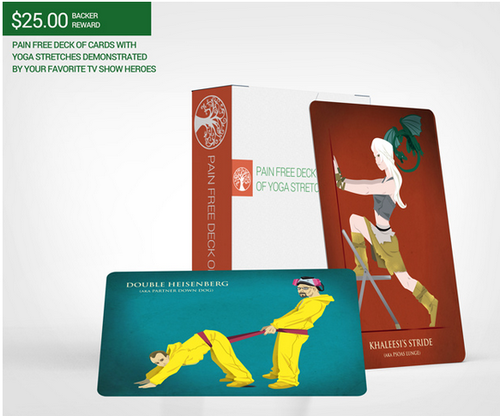 $25.00 BACKER
REWARD
PAIN FREE DECK OF CARDS WITH
YOGA STRETCHES DEMONSTRATED
BY YOUR FAVORITE TV SHOW HEROES
PAIN FREE DECK O
PAIN FREE DECK
OF YOGA STRETC
DOUBLE HEISENBERG
(AKA PARTNER DOWN DOG)
KHALEESI'S STRIDE
(AKA PSOAS LUNGE)